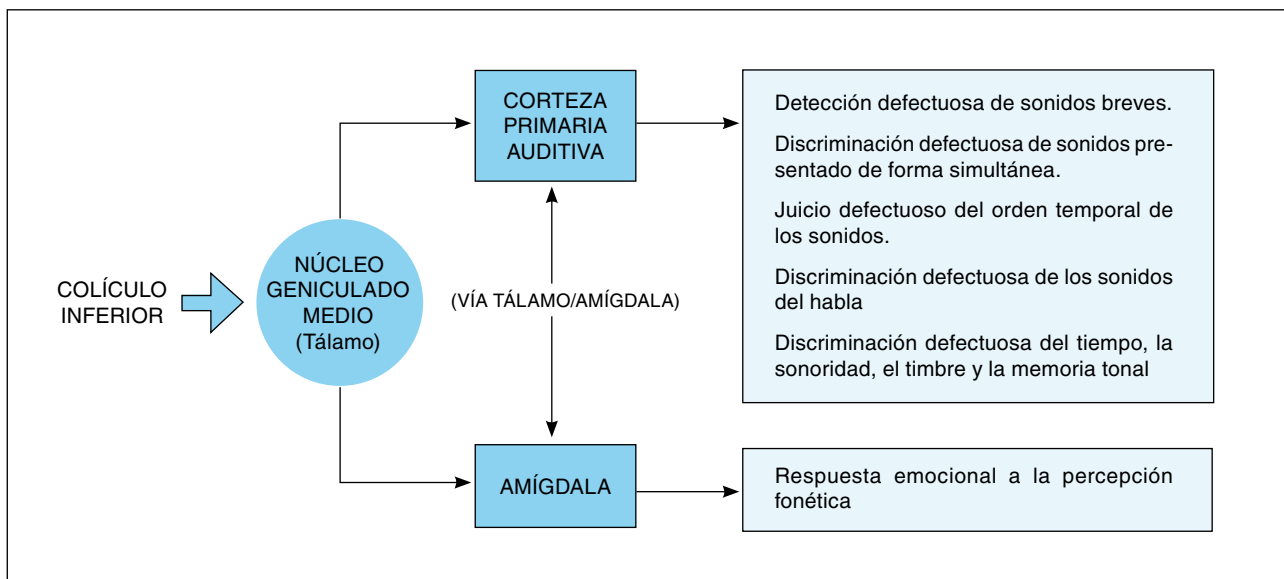 COLÍCULO
INFERIOR
NÚCLEO
GENICULADO
MEDIO
(Tálamo)
CORTEZA
PRIMARIA
AUDITIVA
(VÍA TÁLAMO/AMÍGDALA)
AMÍGDALA
Detección defectuosa de sonidos breves.
Discriminación defectuosa de sonidos pre-
sentado de forma simultánea.
Juicio defectuoso del orden temporal de
los sonidos.
Discriminación defectuosa de los sonidos
del habla
Discriminación defectuosa del tiempo, la
sonoridad, el timbre y la memoria tonal
Respuesta emocional a la percepción
fonética